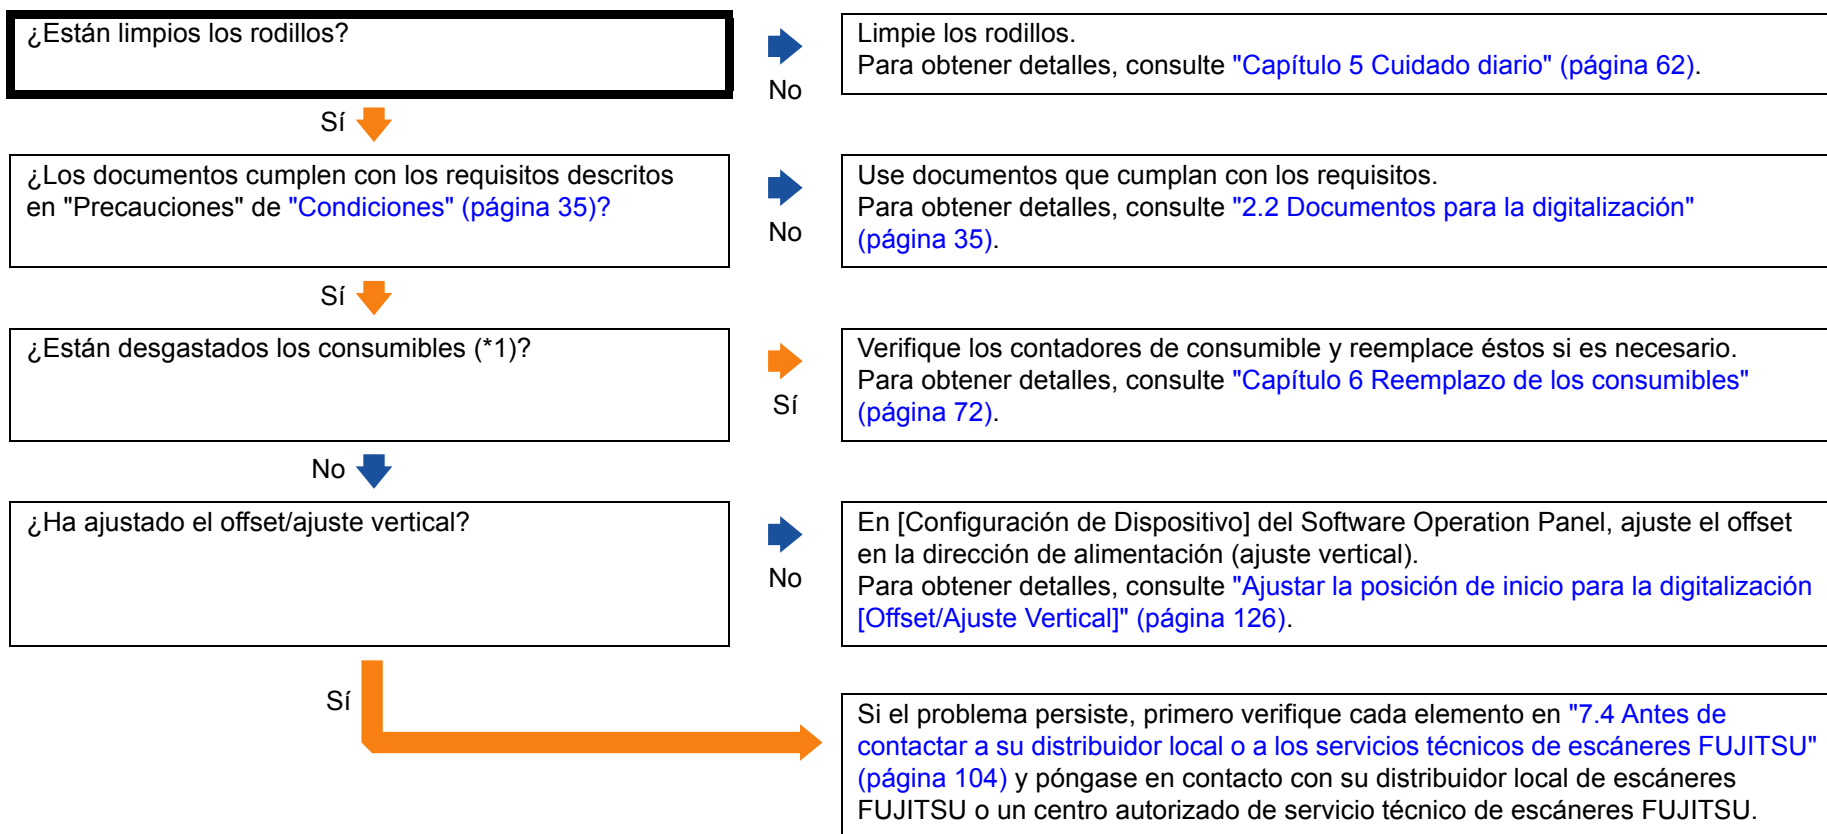 ¿Están limpios los rodillos?
No
Limpie los rodillos.
Para obtener detalles, consulte "Capítulo 5 Cuidado diario" (página 62).
Sí
¿Los documentos cumplen con los requisitos descritos
en "Precauciones" de "Condiciones" (página 35)?
No
Use documentos que cumplan con los requisitos.
Para obtener detalles, consulte "2.2 Documentos para la digitalización"
(página 35).
Sí
¿Están desgastados los consumibles (*1)?
Sí
Verifique los contadores de consumible y reemplace éstos si es necesario.
Para obtener detalles, consulte "Capítulo 6 Reemplazo de los consumibles"
(página 72).
No
¿Ha ajustado el offset/ajuste vertical?
No
En [Configuración de Dispositivo] del Software Operation Panel, ajuste el offset
en la dirección de alimentación (ajuste vertical).
Para obtener detalles, consulte "Ajustar la posición de inicio para la digitalización
[Offset/Ajuste Vertical]" (página 126).
Sí
Si el problema persiste, primero verifique cada elemento en "7.4 Antes de
contactar a su distribuidor local o a los servicios técnicos de escáneres FUJITSU"
(página 104) y póngase en contacto con su distribuidor local de escáneres
FUJITSU o un centro autorizado de servicio técnico de escáneres FUJITSU.